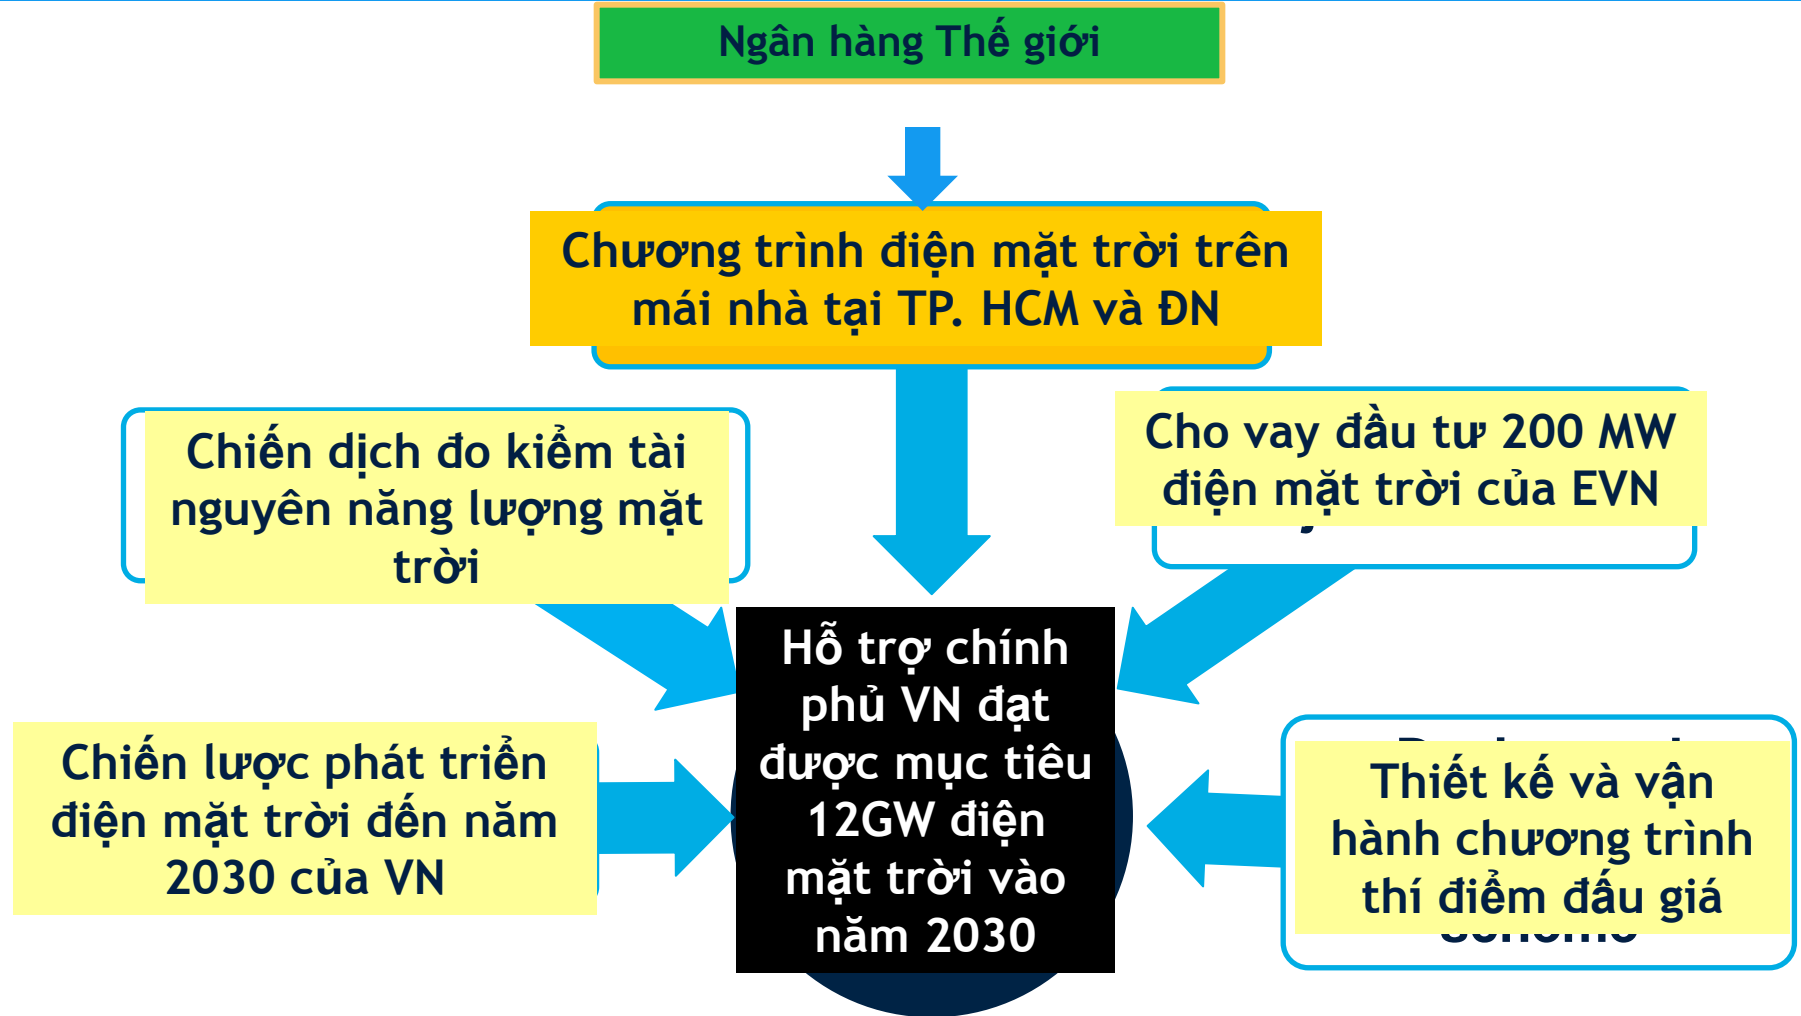 Ngân hàng Thế giới
Chương trình điện mặt trời trên
mái nhà tại TP. HCM và ĐN
Chiến dịch đo kiểm tài
nguyên năng lượng mặt
trời
Cho vay đầu tư 200 MW
điện mặt trời của EVN
Hỗ trợ chính
phủ VN đạt
được mục tiêu
12GW điện
mặt trời vào
năm 2030
Chiến lược phát triển
điện mặt trời đến năm
2030 của VN
Thiết kế và vận
hành chương trình
thí điểm đấu giá